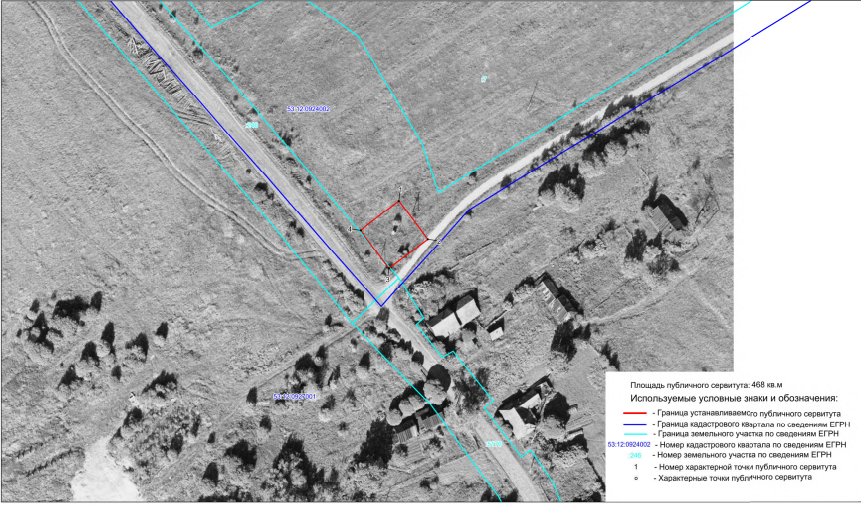 53:12:0924002
1
4
2
3
Площадь публичного сервитута: 468 кв.м
Используемые условные знаки и обозначения:
- Граница устанавливаемого публичного сервитута
- Граница кадастрового квартала по сведениям ЕГРН
- Граница земельного участка по сведениям ЕГРН
53:12:0924002 - Номер кадастрового квартала по сведениям ЕГРН
246 - Номер земельного участка по сведениям ЕГРН
1 - Номер характерной точки публичного сервитута
- Характерные точки публичного сервитута